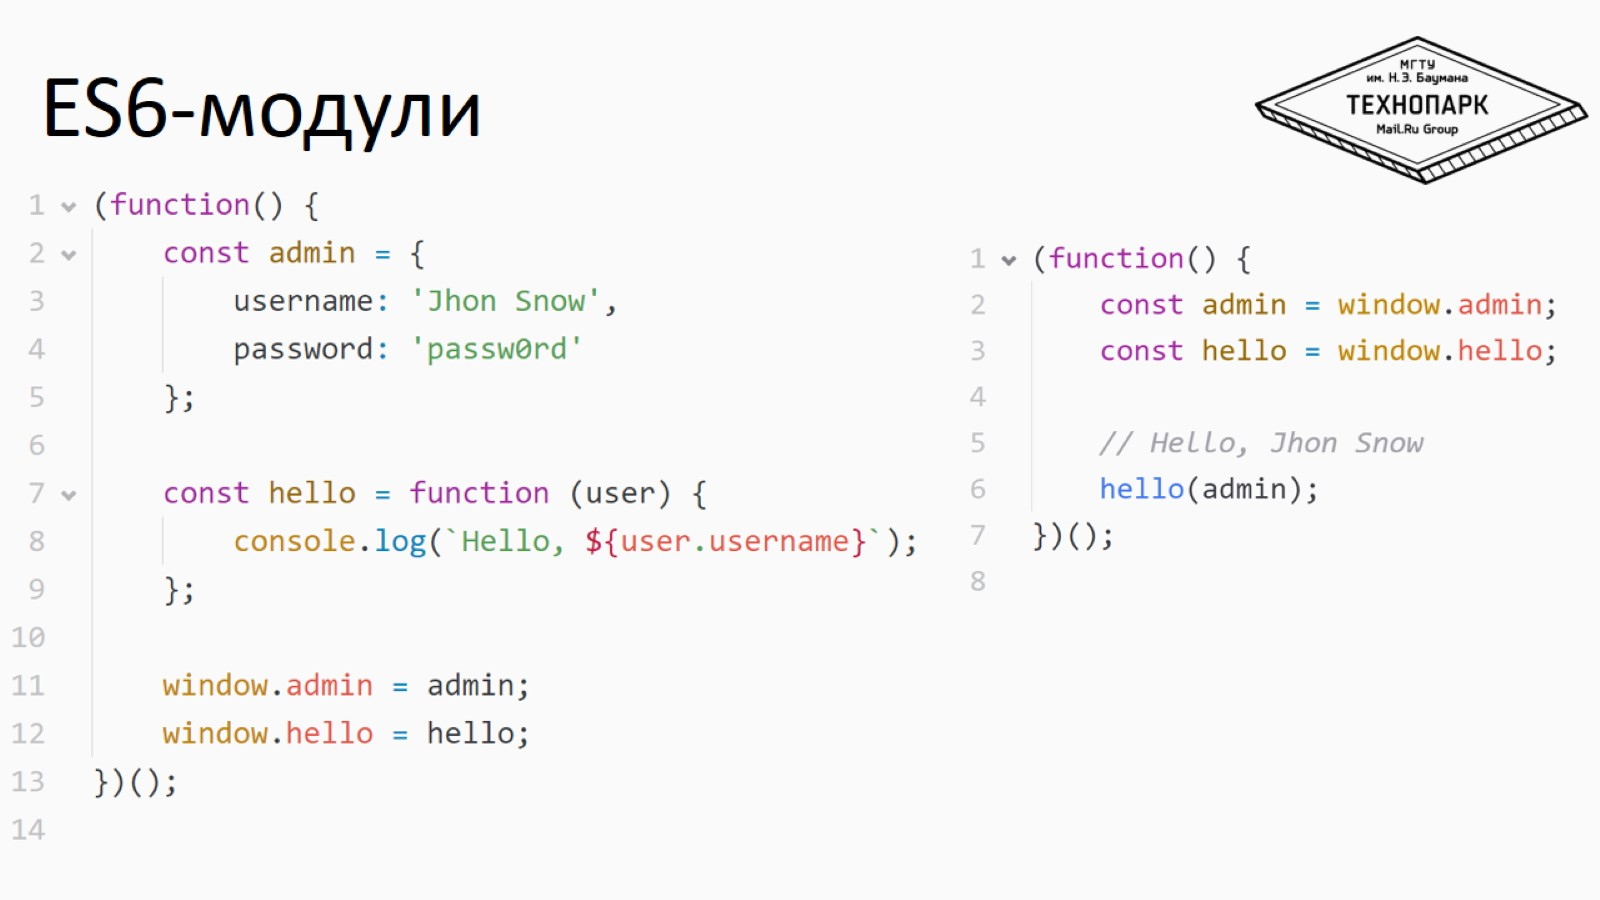 ES6-модули
МГТУ
им. Н.Э. Баумана
ТЕХНОПАРК
Mail.Ru Group
1 (function() {
2     const admin = {
3         username: 'Jhon Snow',
4         password: 'passw0rd'
5     };
6
7     const hello = function (user) {
8         console.log(`Hello, ${user.username}`);
9     };
10
11     window.admin = admin;
12     window.hello = hello;
13 })();
14
1 (function() {
2     const admin = window.admin;
3     const hello = window.hello;
4
5     // Hello, Jhon Snow
6     hello(admin);
7 })();
8